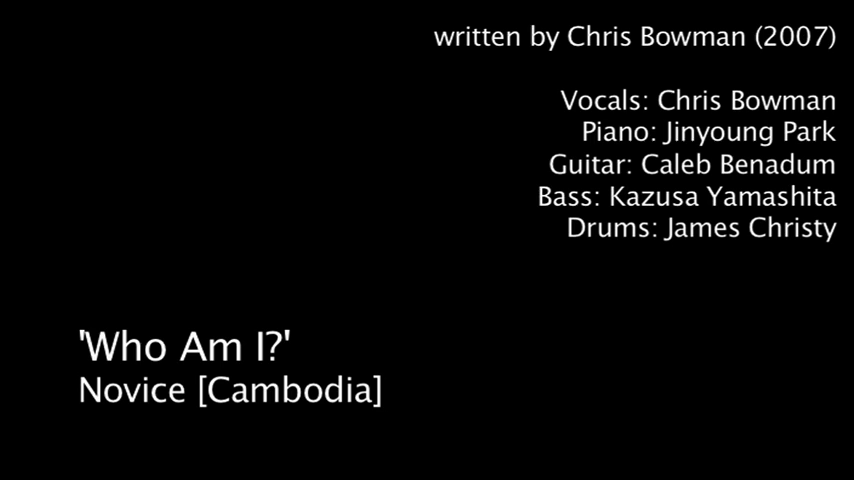 written by Chris Bowman (2007)
Vocals: Chris Bowman
Piano: Jinyoung Park
Guitar: Caleb Benadum
Bass: Kazusa Yamashita
Drums: James Christy
'Who Am I?'
Novice [Cambodia]